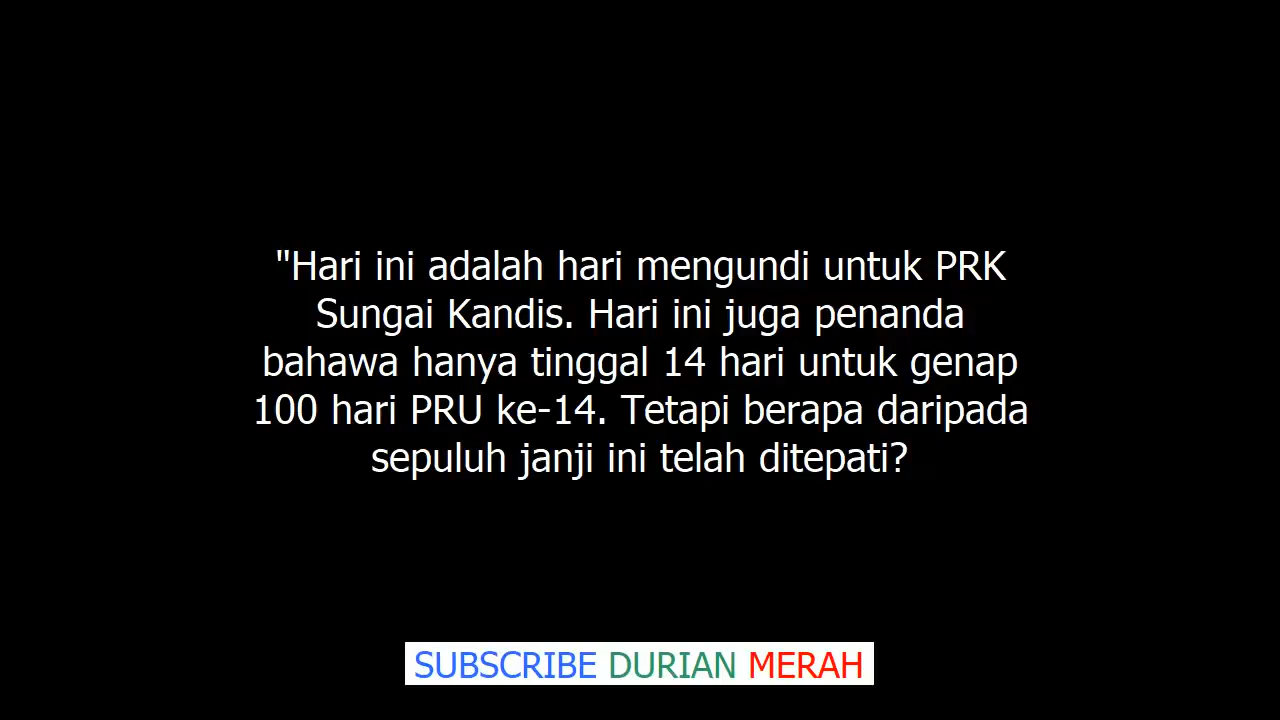 "Hari ini adalah hari mengundi untuk PRK
Sungai Kandis. Hari ini juga penanda
bahawa hanya tinggal 14 hari untuk genap
100 hari PRU ke-14. Tetapi berapa daripada
sepuluh janji ini telah ditepati?
SUBSCRIBE DURIAN MERAH